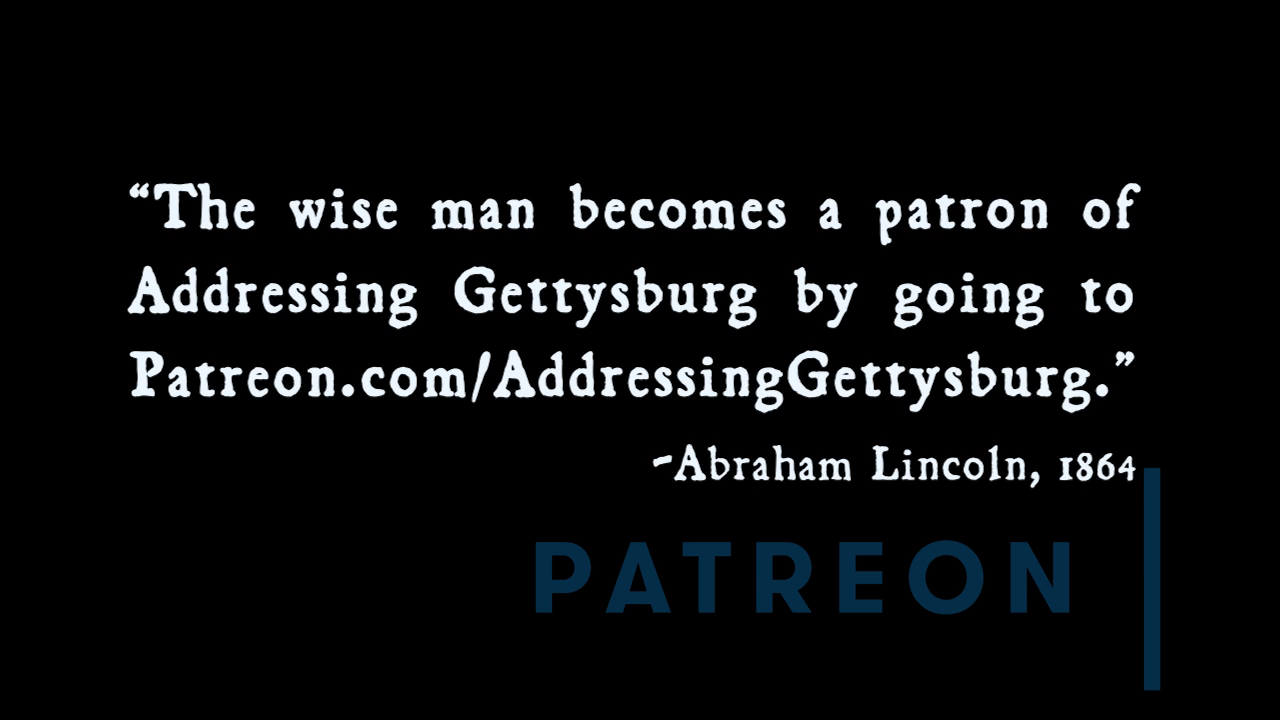 “The wise man becomes a patron of
Addressing Gettysburg by going to
Patreon.com/AddressingGettysburg.”
-Abraham Lincoln, 1864
PATREON